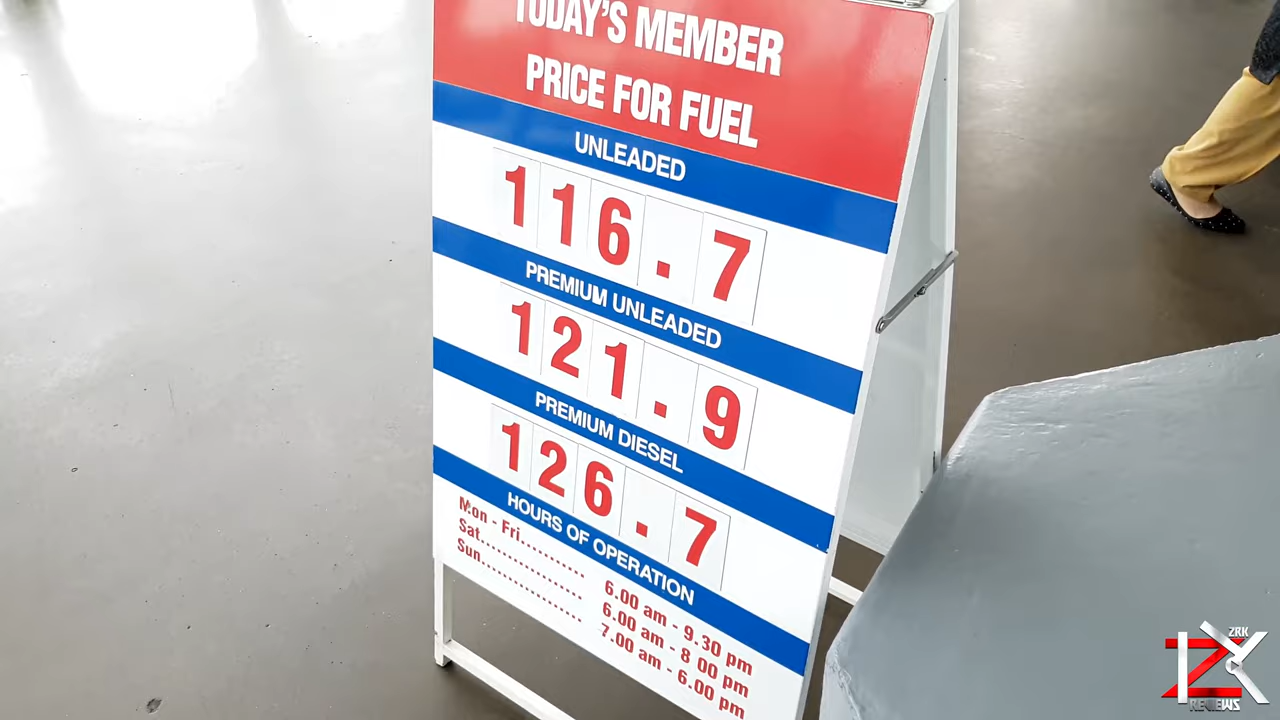 TODAY'S MEMBER
PRICE FOR FUEL
UNLEADED
116.7
PREMIUM UNLEADED
121.9
PREMIUM DIESEL
126.7
HOURS OF OPERATION
Mon - Fri............ 6.00 am - 9.30 pm
Sat.................. 6.00 am - 8 00 pm
Sun.................. 7.00 am - 6.00 pm
ZRK
REVIEWS